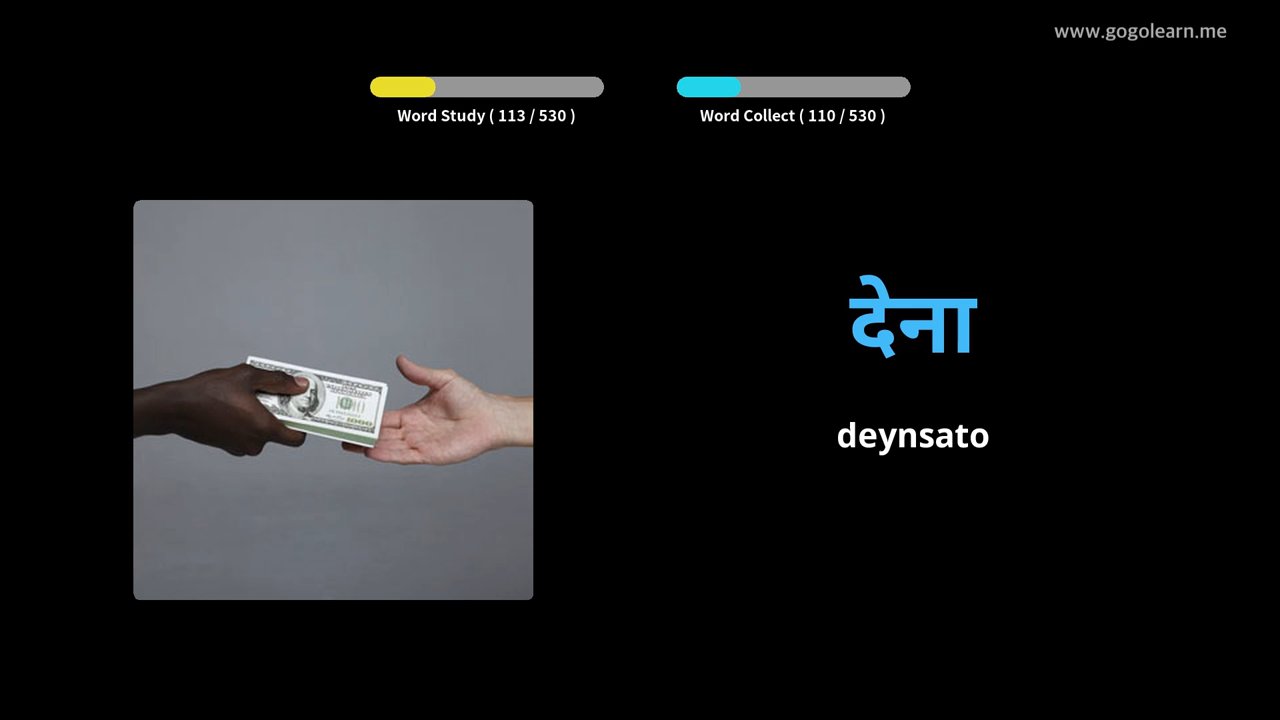 www.gogolearn.me
Word Study ( 113 / 530 )
Word Collect ( 110 / 530 )
देना
deynsato